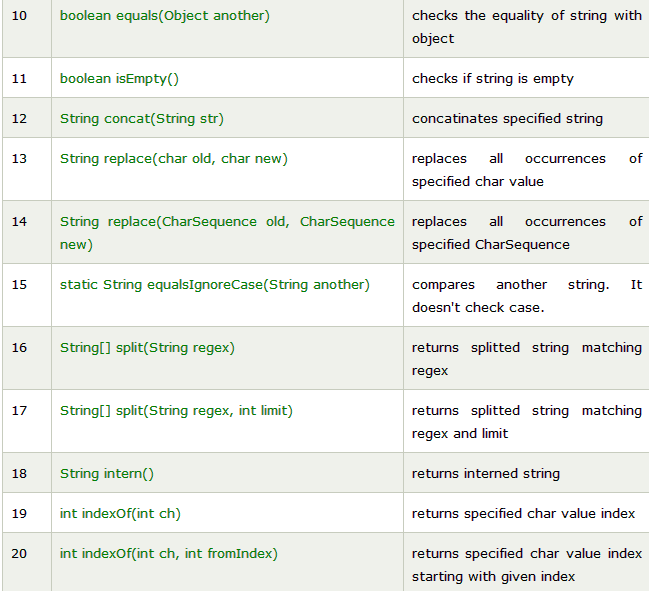 10 boolean equals(Object another) checks the equality of string with
object
11 boolean isEmpty() checks if string is empty
12 String concat(String str) concatinates specified string
13 String replace(char old, char new) replaces all occurrences of
specified char value
14 String replace(CharSequence old, CharSequence replaces all occurrences of
new) specified CharSequence
15 static String equalsIgnoreCase(String another) compares another string. It
doesn't check case.
16 String[] split(String regex) returns splitted string matching
regex
17 String[] split(String regex, int limit) returns splitted string matching
regex and limit
18 String intern() returns interned string
19 int indexOf(int ch) returns specified char value index
20 int indexOf(int ch, int fromIndex) returns specified char value index
starting with given index